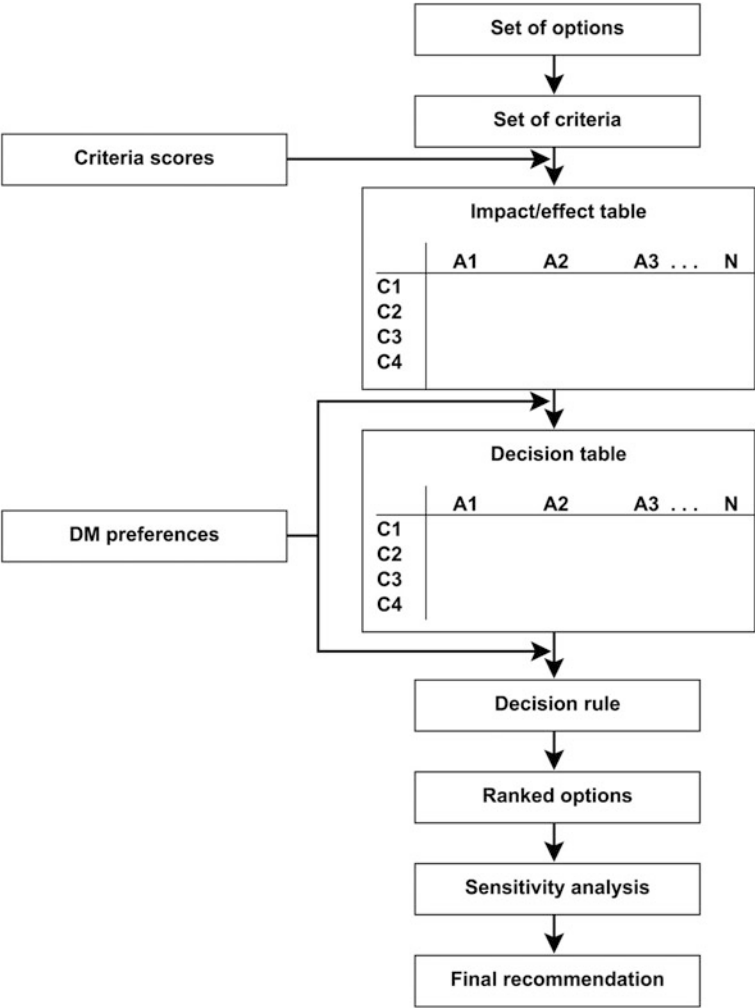 Set of options
Set of criteria
Criteria scores
Impact/effect table
A1 A2 A3 . . . N
C1
C2
C3
C4
Decision table
A1 A2 A3 . . . N
DM preferences
C1
C2
C3
C4
Decision rule
Ranked options
Sensitivity analysis
Final recommendation